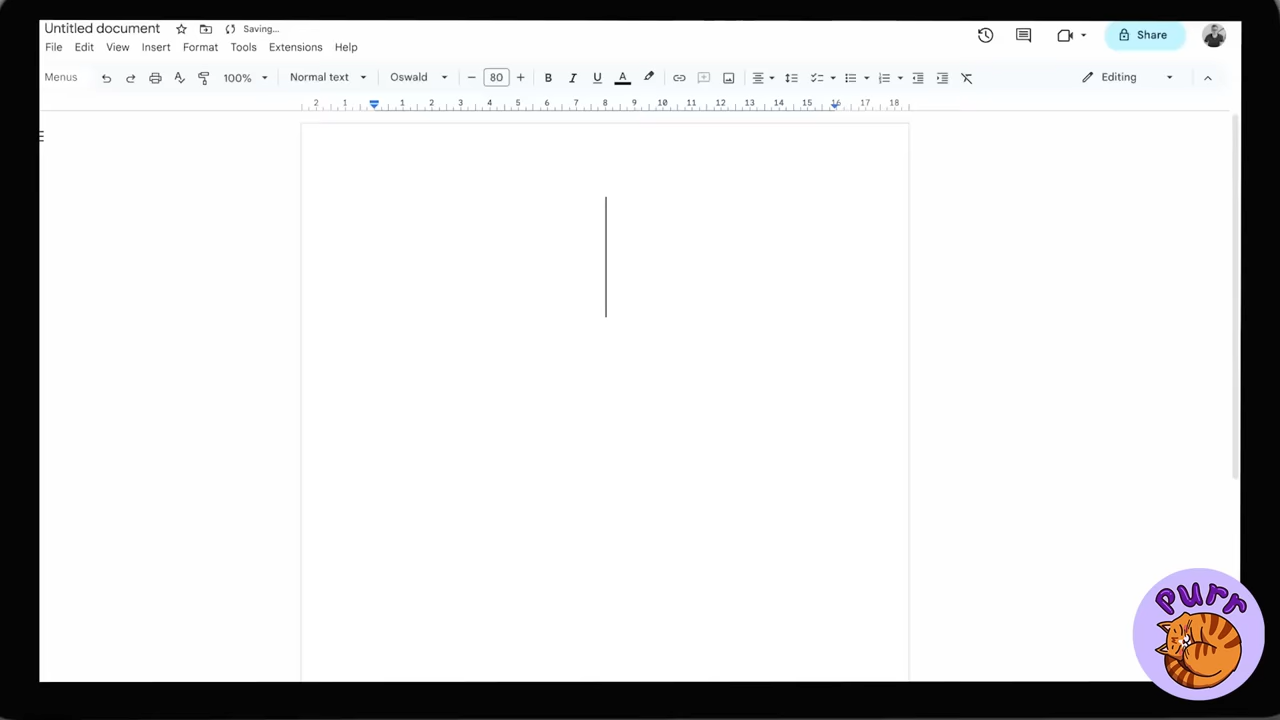 Untitled document Saving...
File Edit View Insert Format Tools Extensions Help
Share
Menus 100% Normal text Oswald 80 B I U A Editing
2 1 1 2 3 4 5 6 7 8 9 10 11 12 13 14 15 16 17 18
purr